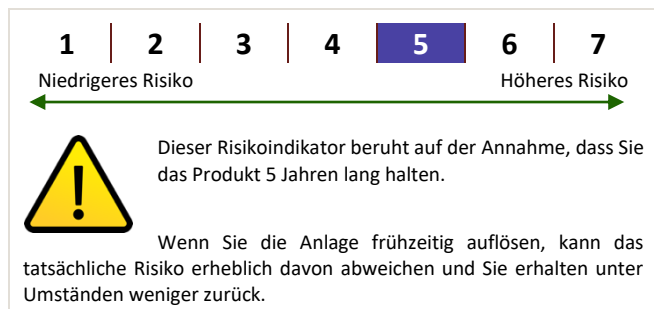 1 2 3 4 5 6 7
Niedrigeres Risiko Höheres Risiko
Dieser Risikoindikator beruht auf der Annahme, dass Sie
das Produkt 5 Jahren lang halten.
Wenn Sie die Anlage frühzeitig auflösen, kann das
tatsächliche Risiko erheblich davon abweichen und Sie erhalten unter
Umständen weniger zurück.